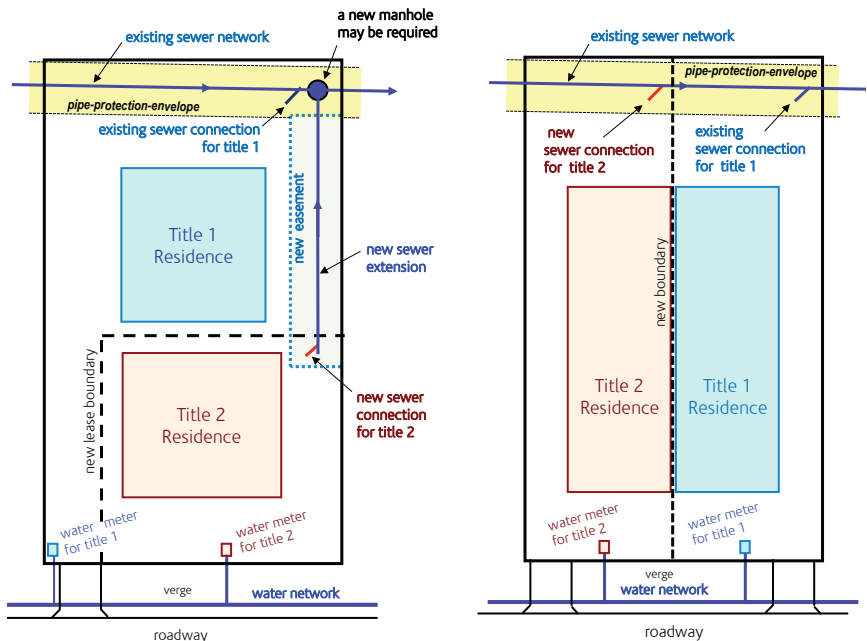 a new manhole
may be required
existing sewer network
pipe-protection-envelope
existing sewer connection
for title 1
new easement
Title 1
Residence
new sewer
extension
new lease boundary
Title 2
Residence
new sewer
connection
for title 2
water meter
for title 1
water meter
for title 2
verge
water network
roadway
existing sewer network
pipe-protection-envelope
new
sewer connection
for title 2
existing
sewer connection
for title 1
new boundary
Title 2
Residence
Title 1
Residence
water meter
for title 2
water meter
for title 1
verge
water network
roadway